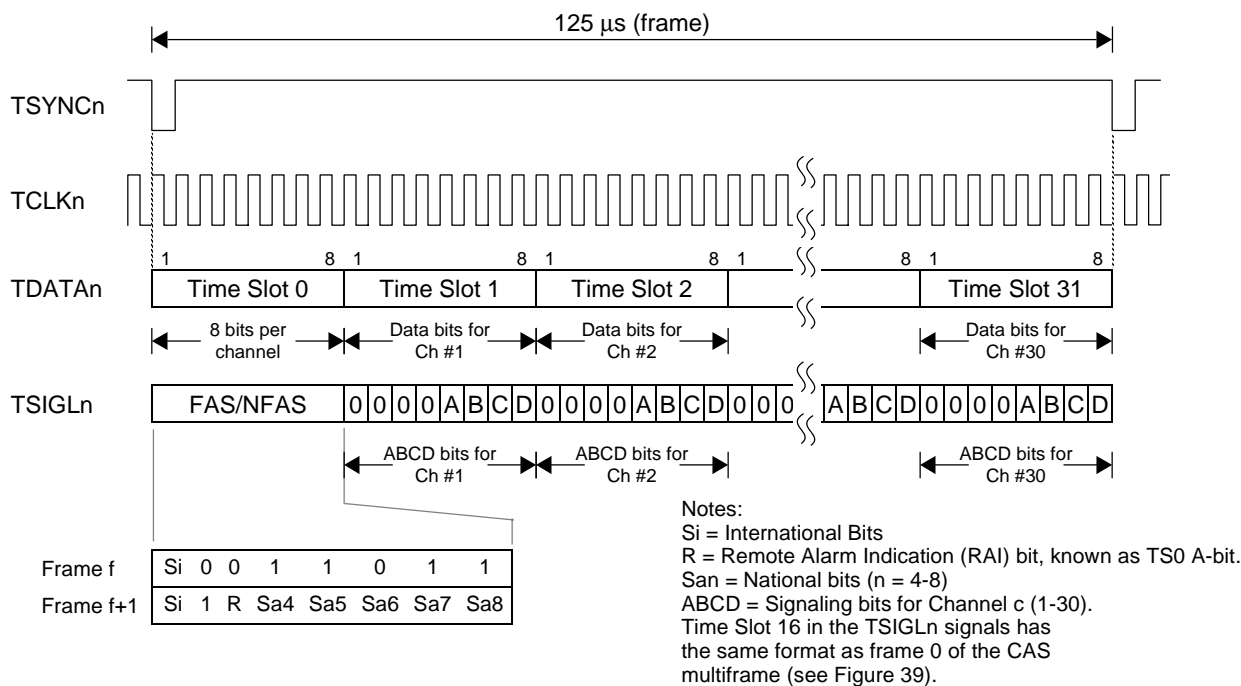 125 μs (frame)
TSYNCn
TCLKn
1 8 1 8 1 8 1 8 1 8
TDATAn Time Slot 0 Time Slot 1 Time Slot 2 Time Slot 31
8 bits per channel
Data bits for Ch #1
Data bits for Ch #2
Data bits for Ch #30
TSIGLn FAS/NFAS 0 0 0 0 A B C D 0 0 0 0 A B C D 0 0 0 A B C D 0 0 0 0 A B C D
ABCD bits for Ch #1
ABCD bits for Ch #2
ABCD bits for Ch #30
Frame f Si 0 0 1 1 0 1 1
Frame f+1 Si 1 R Sa4 Sa5 Sa6 Sa7 Sa8
Notes:
Si = International Bits
R = Remote Alarm Indication (RAI) bit, known as TS0 A-bit.
San = National bits (n = 4-8)
ABCD = Signaling bits for Channel c (1-30).
Time Slot 16 in the TSIGLn signals has
the same format as frame 0 of the CAS
multiframe (see Figure 39).